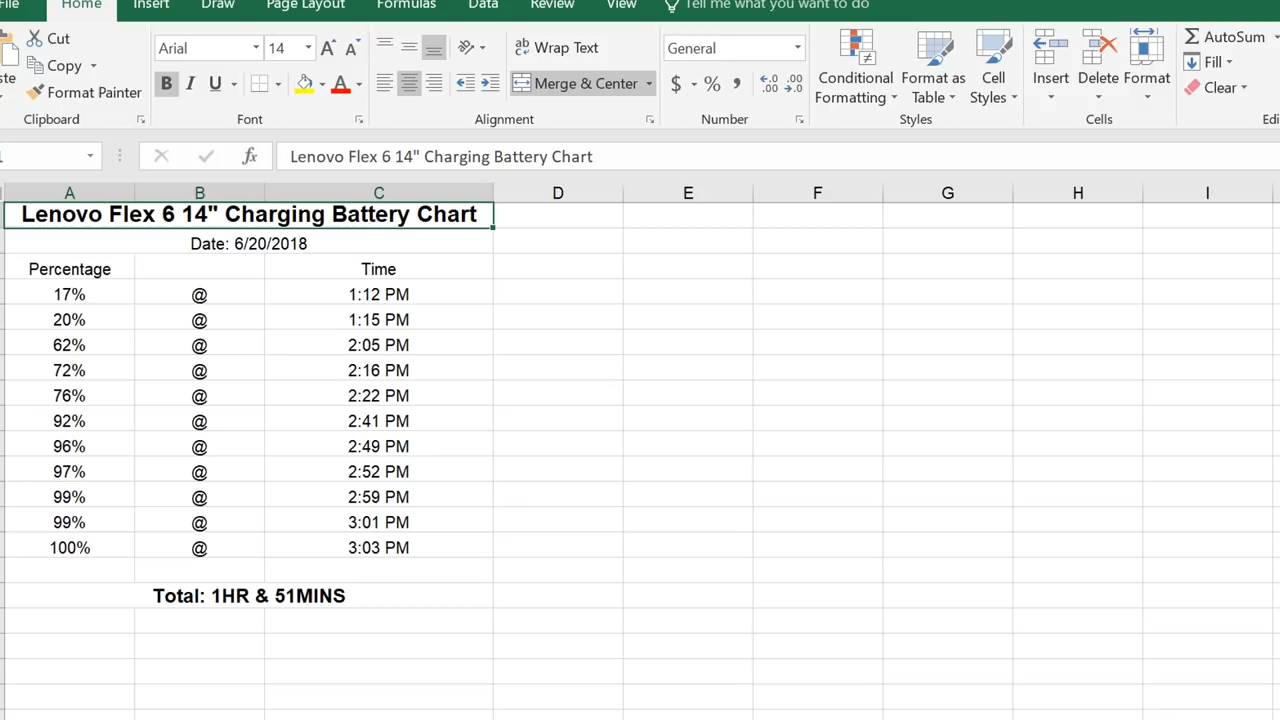 File Home Insert Draw Page Layout Formulas Data Review View Tell me what you want to do
Cut
Copy
Format Painter
Clipboard
Arial 14
B I U
Font
Wrap Text
Merge & Center
Alignment
General
$ % ,
Number
Conditional Formatting
Format as Table
Cell Styles
Styles
Insert Delete Format
Cells
AutoSum
Fill
Clear
fx Lenovo Flex 6 14" Charging Battery Chart
A B C D E F G H I
Lenovo Flex 6 14" Charging Battery Chart
Date: 6/20/2018
Percentage Time
17% @ 1:12 PM
20% @ 1:15 PM
62% @ 2:05 PM
72% @ 2:16 PM
76% @ 2:22 PM
92% @ 2:41 PM
96% @ 2:49 PM
97% @ 2:52 PM
99% @ 2:59 PM
99% @ 3:01 PM
100% @ 3:03 PM
Total: 1HR & 51MINS